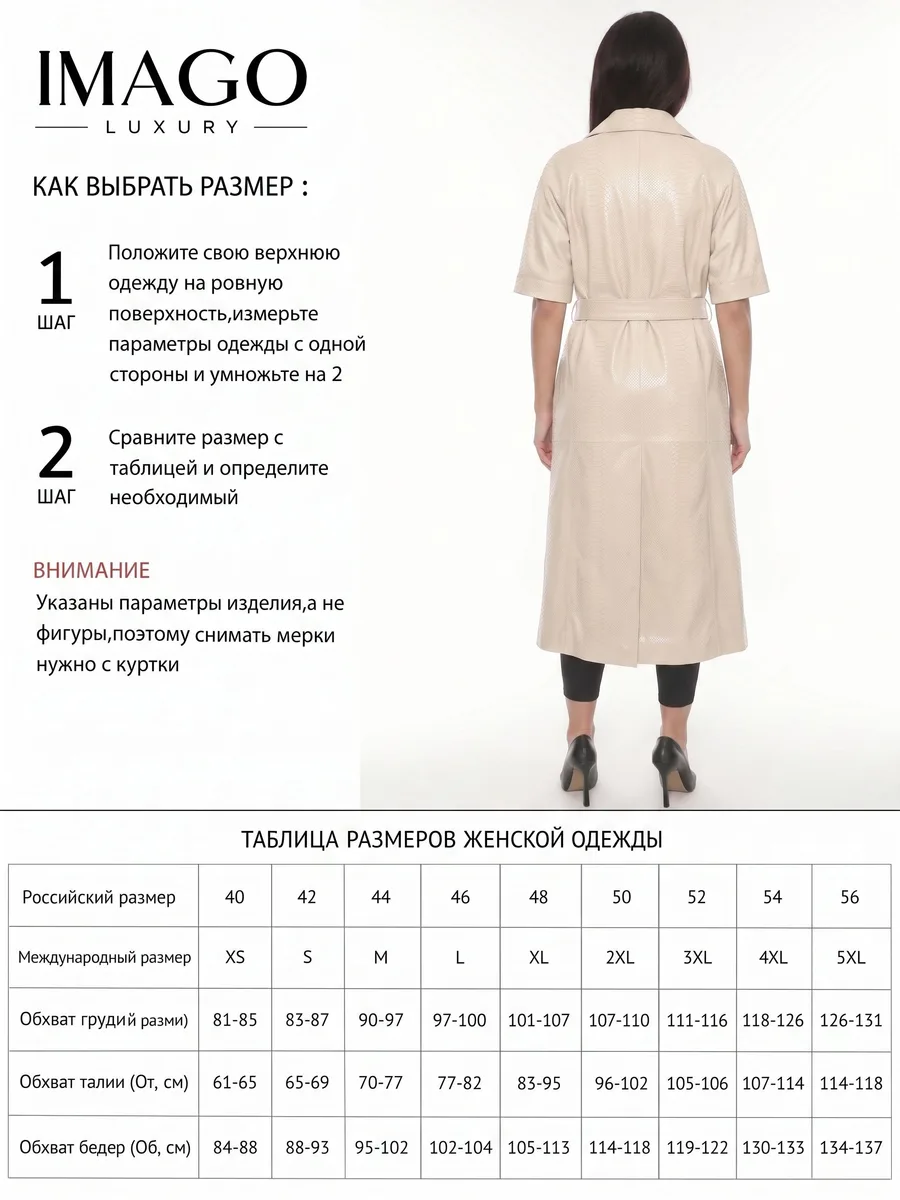 IMAGO
LUXURY
КАК ВЫБРАТЬ РАЗМЕР :
1
ШАГ
Положите свою верхнюю
одежду на ровную
поверхность,измерьте
параметры одежды с одной
стороны и умножьте на 2
2
ШАГ
Сравните размер с
таблицей и определите
необходимый
ВНИМАНИЕ
Указаны параметры изделия,а не
фигуры,поэтому снимать мерки
нужно с куртки
ТАБЛИЦА РАЗМЕРОВ ЖЕНСКОЙ ОДЕЖДЫ
Российский размер 40 42 44 46 48 50 52 54 56
Международный размер XS S M L XL 2XL 3XL 4XL 5XL
Обхват грудий разми) 81-85 83-87 90-97 97-100 101-107 107-110 111-116 118-126 126-131
Обхват талии (От, см) 61-65 65-69 70-77 77-82 83-95 96-102 105-106 107-114 114-118
Обхват бедер (Об, см) 84-88 88-93 95-102 102-104 105-113 114-118 119-122 130-133 134-137